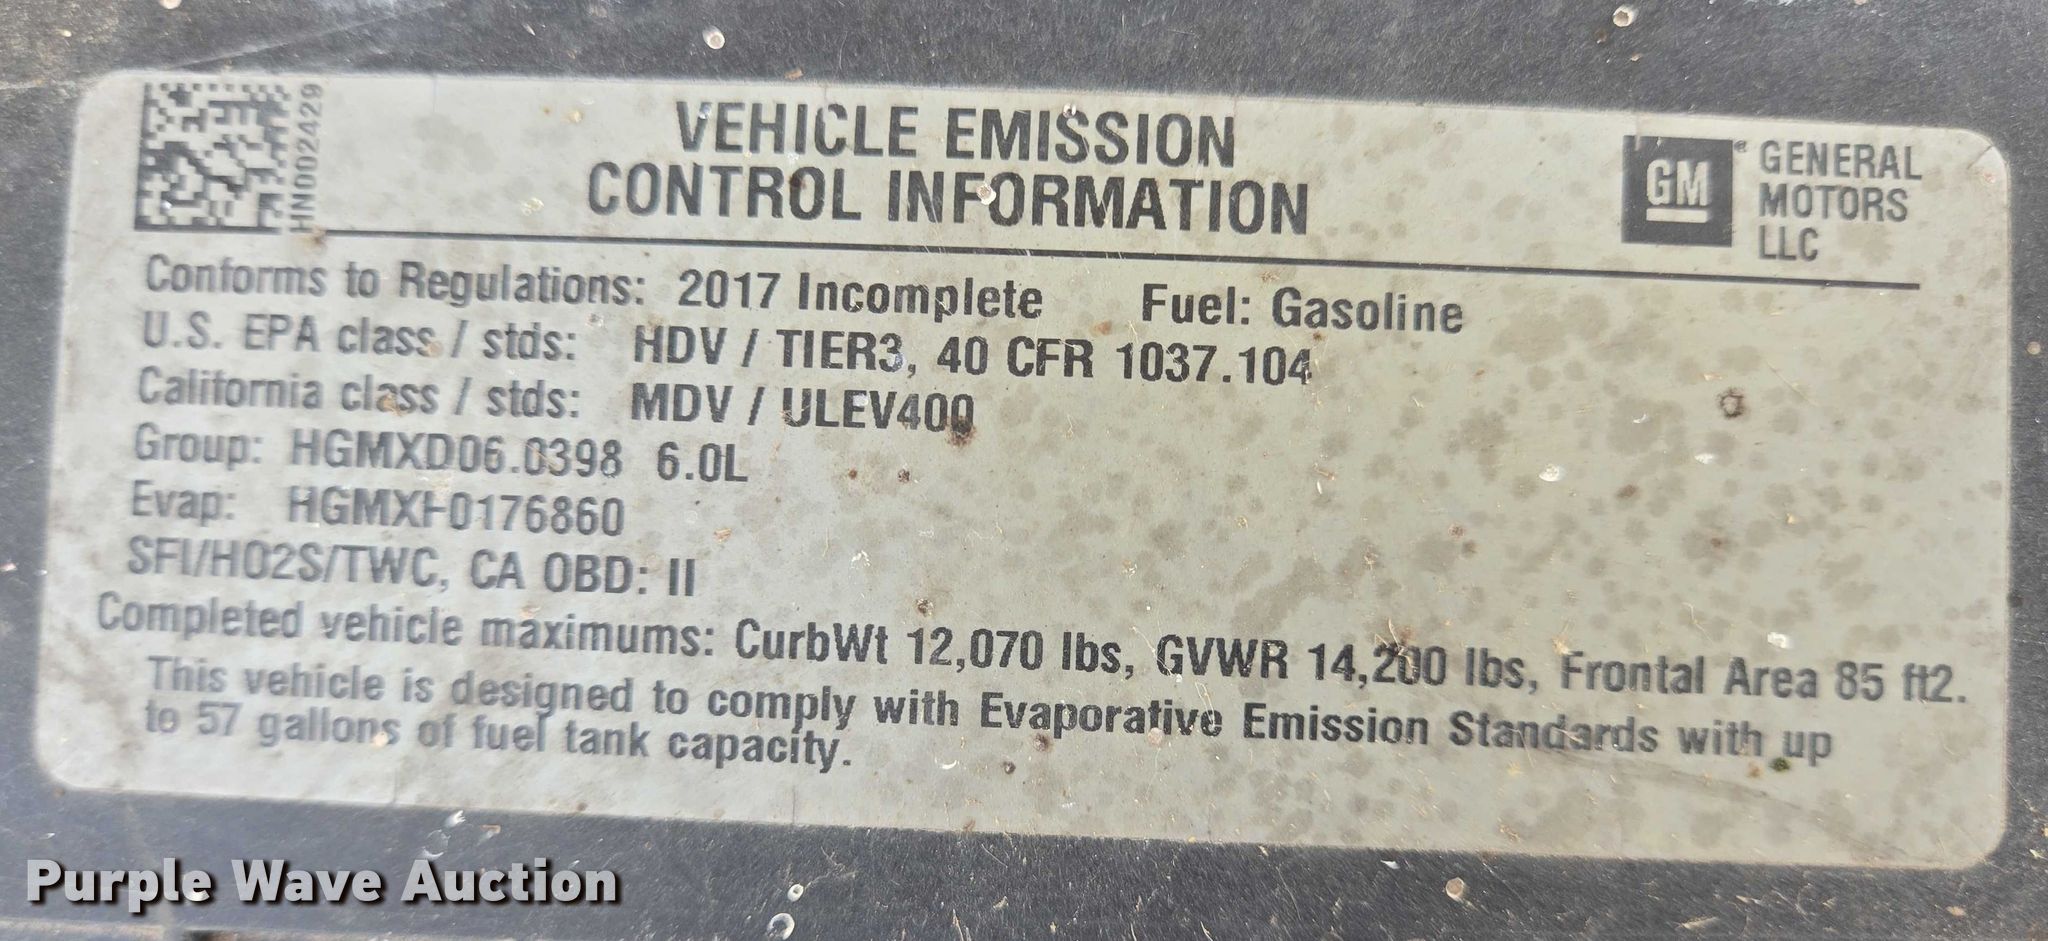 HN0002429
VEHICLE EMISSION
CONTROL INFORMATION
GM
®
GENERAL
MOTORS
LLC
Conforms to Regulations: 2017 Incomplete Fuel: Gasoline
U.S. EPA class / stds: HDV / TIER3, 40 CFR 1037.104
California class / stds: MDV / ULEV400
Group: HGMXD06.0398 6.0L
Evap: HGMXF0176860
SFI/HO2S/TWC, CA OBD: II
Completed vehicle maximums: CurbWt 12,070 lbs, GVWR 14,200 lbs, Frontal Area 85 ft2.
This vehicle is designed to comply with Evaporative Emission Standards with up
to 57 gallons of fuel tank capacity.
Purple Wave Auction